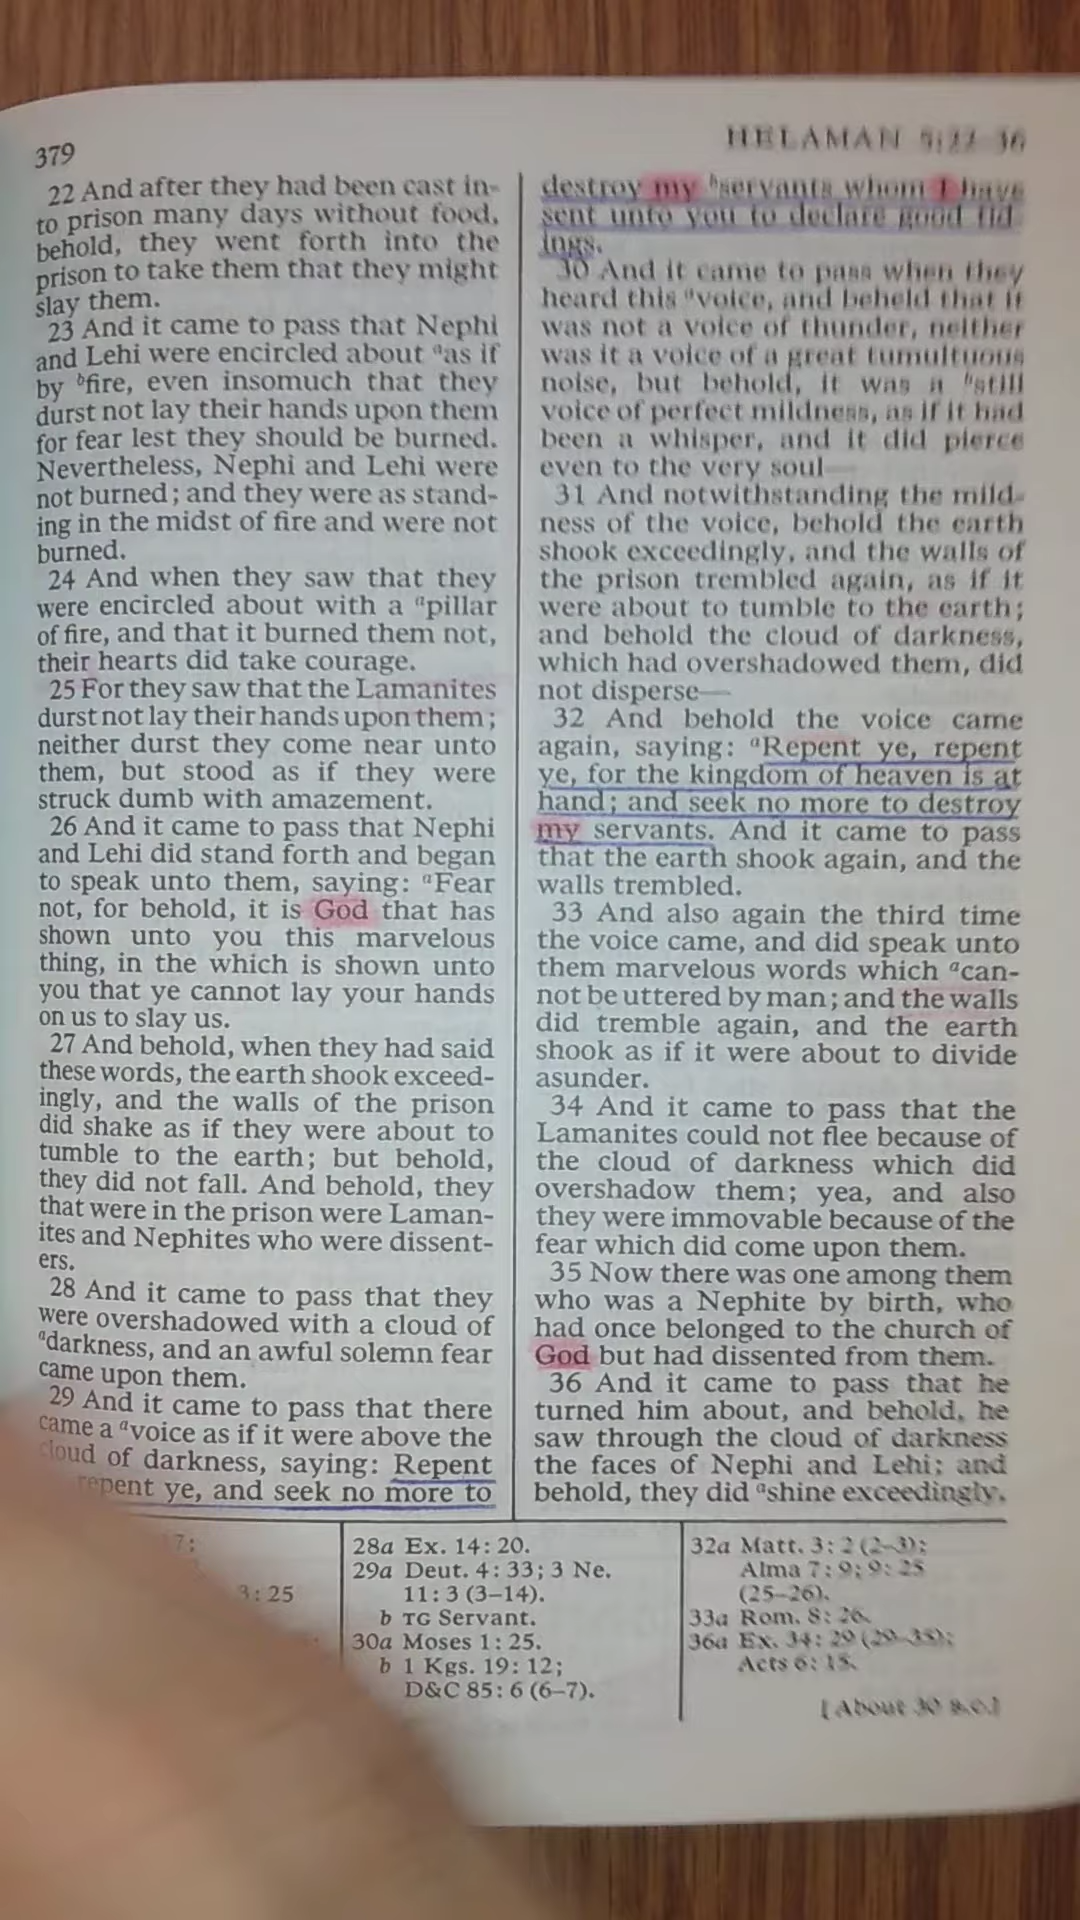 379
HELAMAN 5:22–36
22 And after they had been cast in-
to prison many days without food,
behold, they went forth into the
prison to take them that they might
slay them.
23 And it came to pass that Nephi
and Lehi were encircled about ᵃas if
by ᵇfire, even insomuch that they
durst not lay their hands upon them
for fear lest they should be burned.
Nevertheless, Nephi and Lehi were
not burned; and they were as stand-
ing in the midst of fire and were not
burned.
24 And when they saw that they
were encircled about with a ᵃpillar
of fire, and that it burned them not,
their hearts did take courage.
25 For they saw that the Lamanites
durst not lay their hands upon them;
neither durst they come near unto
them, but stood as if they were
struck dumb with amazement.
26 And it came to pass that Nephi
and Lehi did stand forth and began
to speak unto them, saying: ᵃFear
not, for behold, it is God that has
shown unto you this marvelous
thing, in the which is shown unto
you that ye cannot lay your hands
on us to slay us.
27 And behold, when they had said
these words, the earth shook exceed-
ingly, and the walls of the prison
did shake as if they were about to
tumble to the earth; but behold,
they did not fall. And behold, they
that were in the prison were Laman-
ites and Nephites who were dissent-
ers.
28 And it came to pass that they
were overshadowed with a cloud of
ᵃdarkness, and an awful solemn fear
came upon them.
29 And it came to pass that there
came a ᵃvoice as if it were above the
cloud of darkness, saying: Repent
repent ye, and seek no more to
destroy my ᵇservants whom I have
sent unto you to declare good tid-
ings.
30 And it came to pass when they
heard this ᵃvoice, and beheld that it
was not a voice of thunder, neither
was it a voice of a great tumultuous
noise, but behold, it was a ᵇstill
voice of perfect mildness, as if it had
been a whisper, and it did pierce
even to the very soul—
31 And notwithstanding the mild-
ness of the voice, behold the earth
shook exceedingly, and the walls of
the prison trembled again, as if it
were about to tumble to the earth;
and behold the cloud of darkness,
which had overshadowed them, did
not disperse—
32 And behold the voice came
again, saying: ᵃRepent ye, repent
ye, for the kingdom of heaven is at
hand; and seek no more to destroy
my servants. And it came to pass
that the earth shook again, and the
walls trembled.
33 And also again the third time
the voice came, and did speak unto
them marvelous words which ᵃcan-
not be uttered by man; and the walls
did tremble again, and the earth
shook as if it were about to divide
asunder.
34 And it came to pass that the
Lamanites could not flee because of
the cloud of darkness which did
overshadow them; yea, and also
they were immovable because of the
fear which did come upon them.
35 Now there was one among them
who was a Nephite by birth, who
had once belonged to the church of
God but had dissented from them.
36 And it came to pass that he
turned him about, and behold, he
saw through the cloud of darkness
the faces of Nephi and Lehi; and
behold, they did ᵃshine exceedingly,
7:
3:25
28a Ex. 14:20.
29a Deut. 4:33; 3 Ne.
11:3 (3–14).
b TG Servant.
30a Moses 1:25.
b 1 Kgs. 19:12;
D&C 85:6 (6–7).
32a Matt. 3:2 (2–3);
Alma 7:9; 9:25
(25–26).
33a Rom. 8:26.
36a Ex. 34:29 (29–35);
Acts 6:15.
[About 30 B.C.]